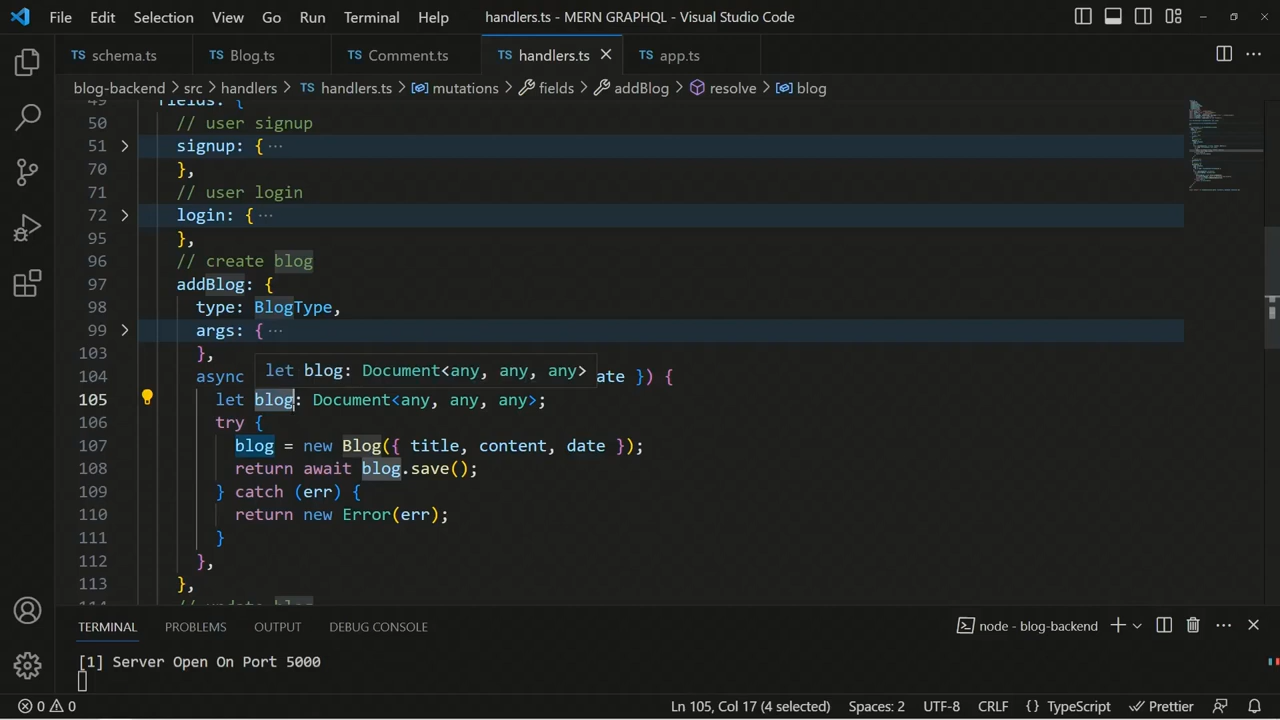 File Edit Selection View Go Run Terminal Help handlers.ts - MERN GRAPHQL - Visual Studio Code
TS schema.ts TS Blog.ts TS Comment.ts TS handlers.ts TS app.ts
blog-backend > src > handlers > TS handlers.ts > mutations > fields > addBlog > resolve > blog
49 fields: {
50 // user signup
51 signup: { ...
70 },
71 // user login
72 login: { ...
95 },
96 // create blog
97 addBlog: {
98 type: BlogType,
99 args: { ...
103 },
let blog: Document<any, any, any>
104 async ate }) {
105 let blog: Document<any, any, any>;
106 try {
107 blog = new Blog({ title, content, date });
108 return await blog.save();
109 } catch (err) {
110 return new Error(err);
111 }
112 },
113 },
114 // update blog
TERMINAL PROBLEMS OUTPUT DEBUG CONSOLE node - blog-backend
[1] Server Open On Port 5000
0 0 Ln 105, Col 17 (4 selected) Spaces: 2 UTF-8 CRLF {} TypeScript Prettier